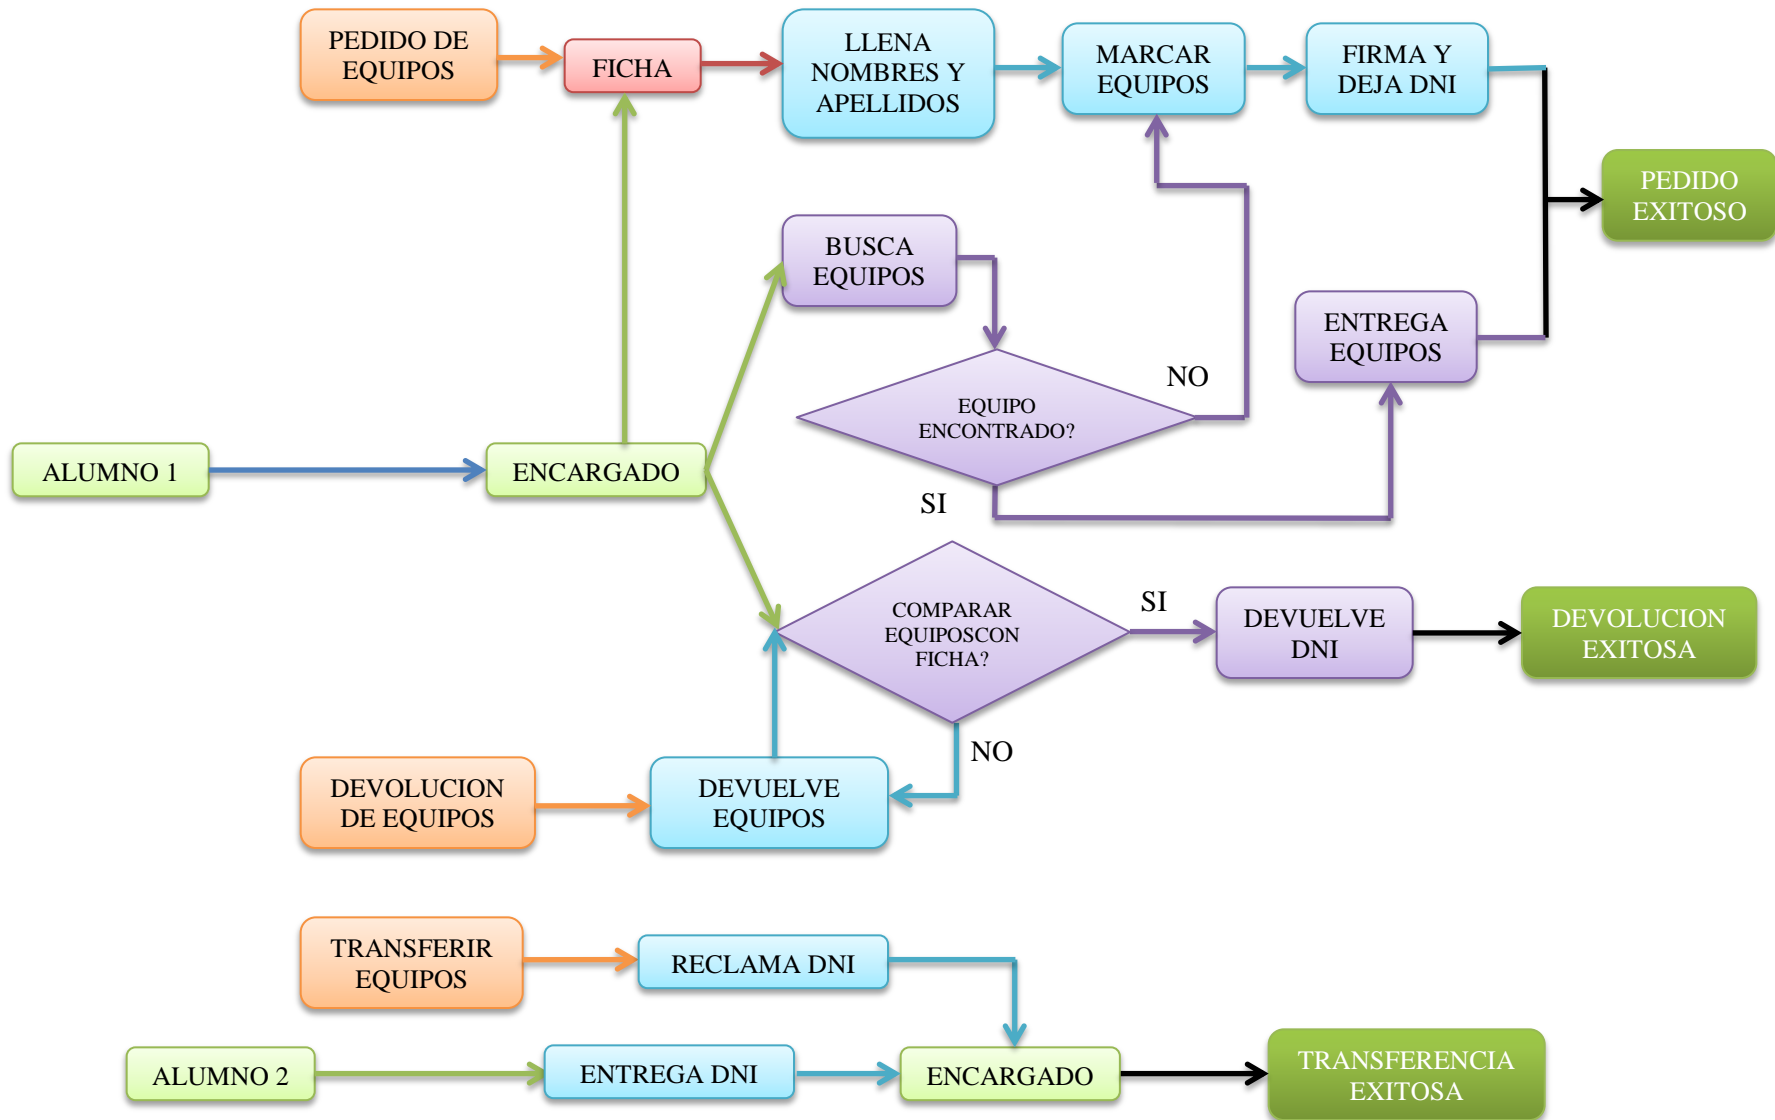 PEDIDO DE
EQUIPOS
FICHA
LLENA
NOMBRES Y
APELLIDOS
MARCAR
EQUIPOS
FIRMA Y
DEJA DNI
PEDIDO
EXITOSO
BUSCA
EQUIPOS
ENTREGA
EQUIPOS
NO
EQUIPO
ENCONTRADO?
ALUMNO 1
ENCARGADO
SI
COMPARAR
EQUIPOSCON
FICHA?
SI
DEVUELVE
DNI
DEVOLUCION
EXITOSA
NO
DEVOLUCION
DE EQUIPOS
DEVUELVE
EQUIPOS
TRANSFERIR
EQUIPOS
RECLAMA DNI
ALUMNO 2
ENTREGA DNI
ENCARGADO
TRANSFERENCIA
EXITOSA